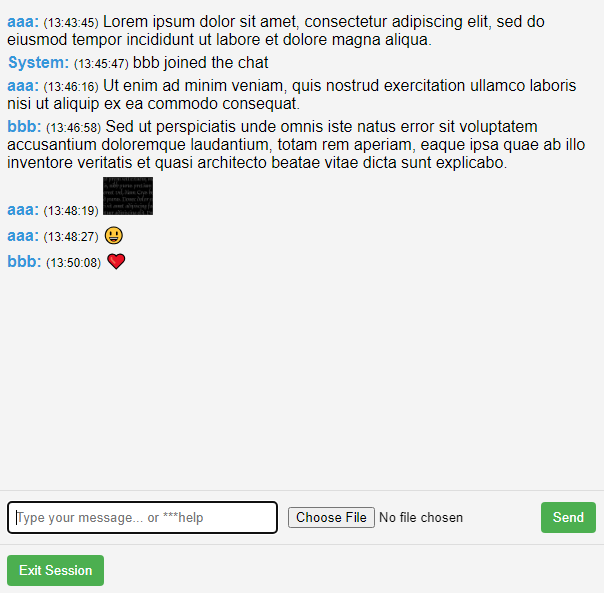 aaa: (13:43:45) Lorem ipsum dolor sit amet, consectetur adipiscing elit, sed do
eiusmod tempor incididunt ut labore et dolore magna aliqua.
System: (13:45:47) bbb joined the chat
aaa: (13:46:16) Ut enim ad minim veniam, quis nostrud exercitation ullamco laboris
nisi ut aliquip ex ea commodo consequat.
bbb: (13:46:58) Sed ut perspiciatis unde omnis iste natus error sit voluptatem
accusantium doloremque laudantium, totam rem aperiam, eaque ipsa quae ab illo
inventore veritatis et quasi architecto beatae vitae dicta sunt explicabo.
aaa: (13:48:19)
aaa: (13:48:27) 😃
bbb: (13:50:08) ❤️
Type your message... or ***help Choose File No file chosen Send
Exit Session